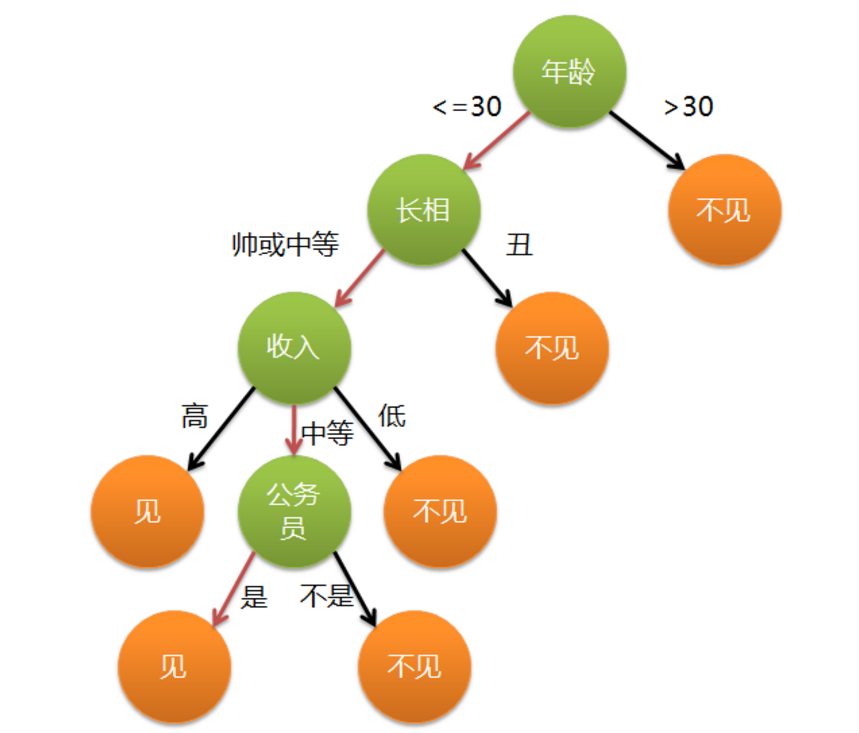 年龄
<=30
>30
长相
不见
帅或中等
丑
收入
不见
高
中等
低
见
公务
员
不见
是
不是
见
不见